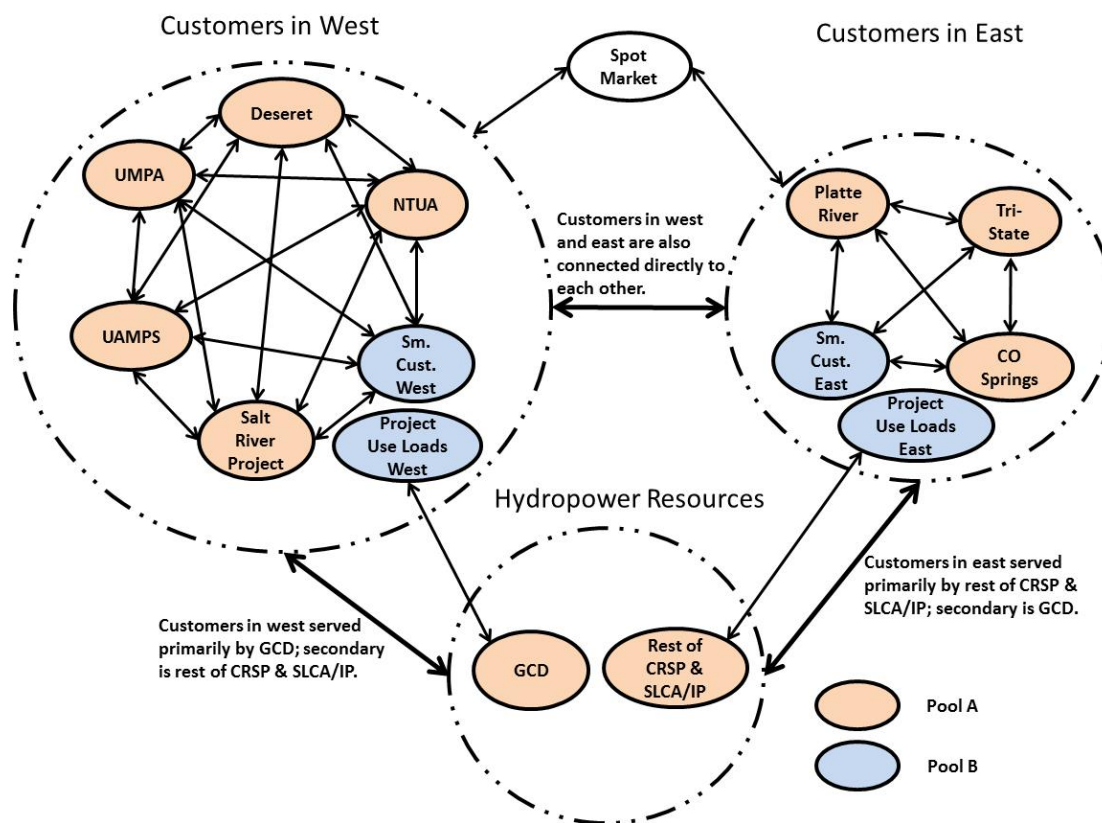 Customers in West
Customers in East
Spot
Market
Deseret
UMPA
NTUA
UAMPS
Sm.
Cust.
West
Salt
River
Project
Project
Use Loads
West
Customers in west
and east are also
connected directly to
each other.
Platte
River
Tri-
State
Sm.
Cust.
East
CO
Springs
Project
Use Loads
East
Hydropower Resources
Customers in west served
primarily by GCD; secondary
is rest of CRSP & SLCA/IP.
GCD
Rest of
CRSP &
SLCA/IP
Customers in east served
primarily by rest of CRSP &
SLCA/IP; secondary is GCD.
Pool A
Pool B